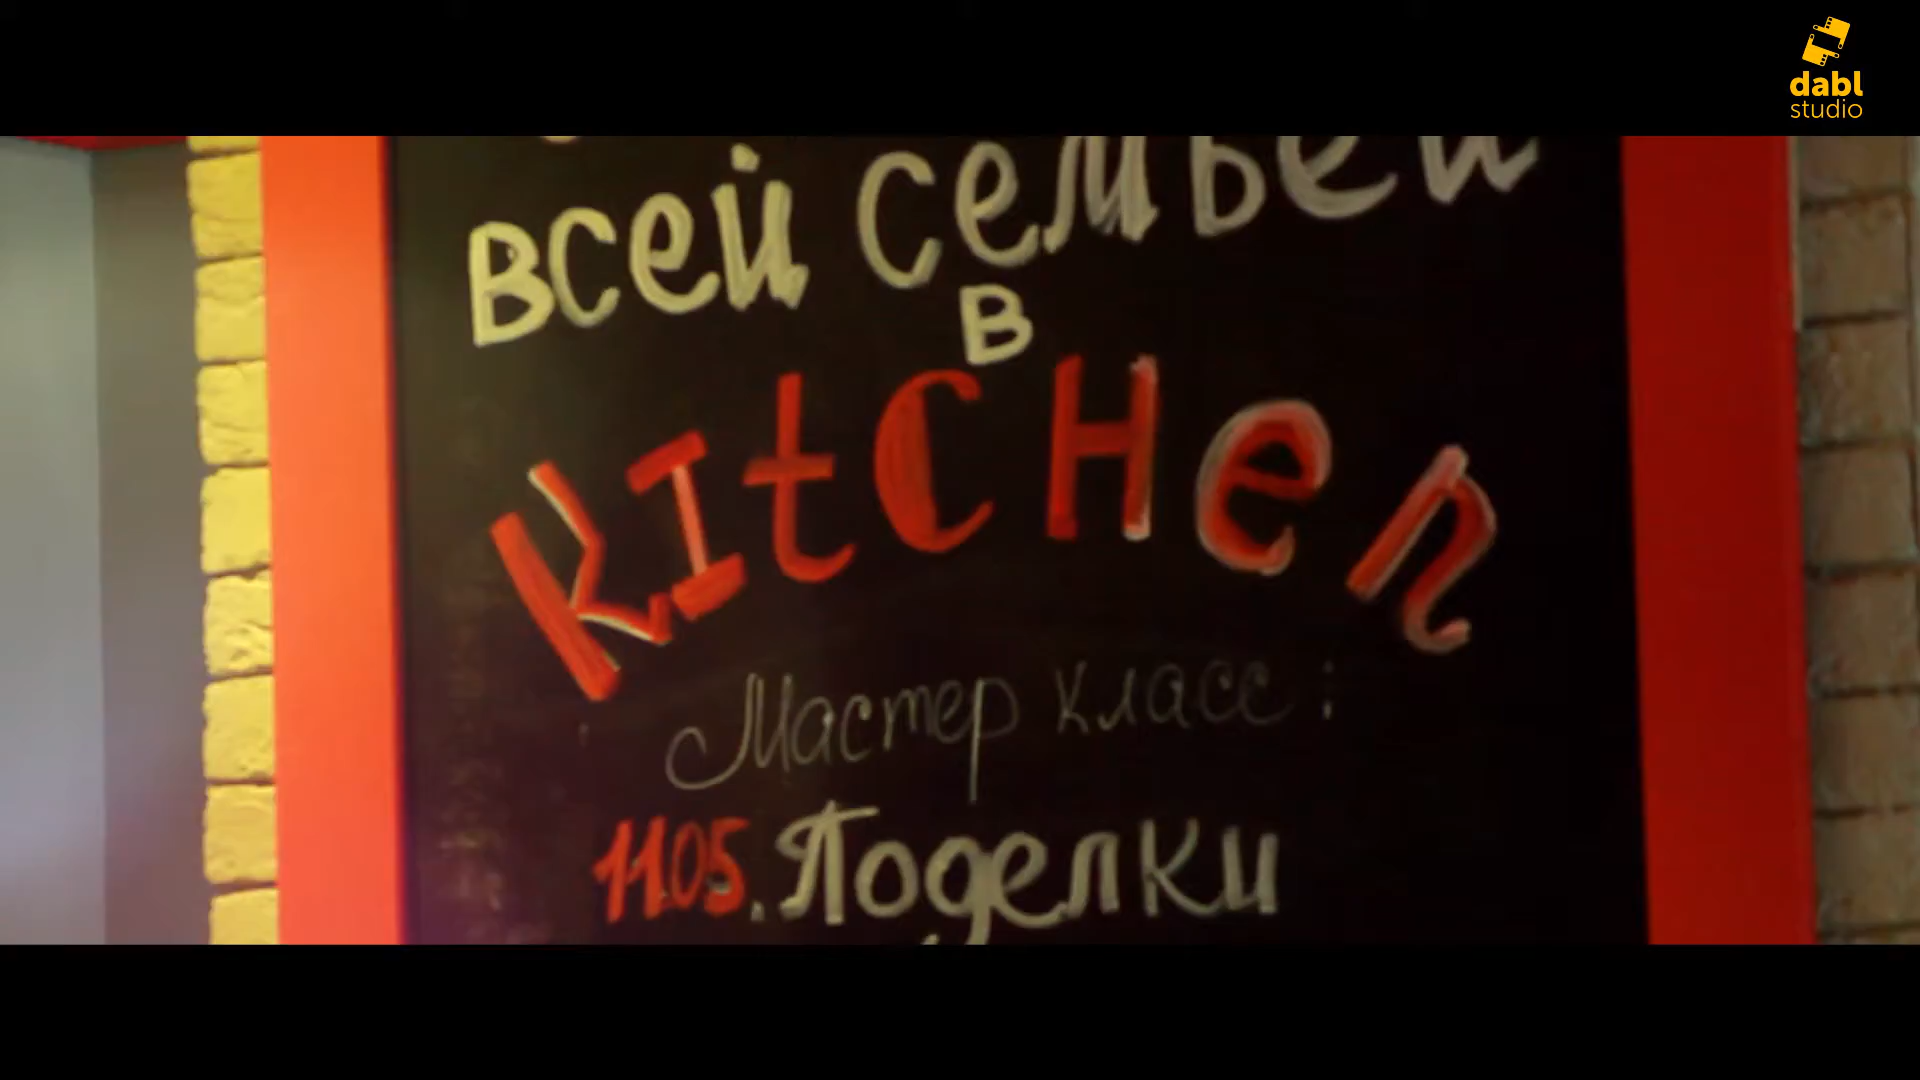 dabl
studio
всей семьей
в
KItCHen
Мастер класс:
11.05. Поделки